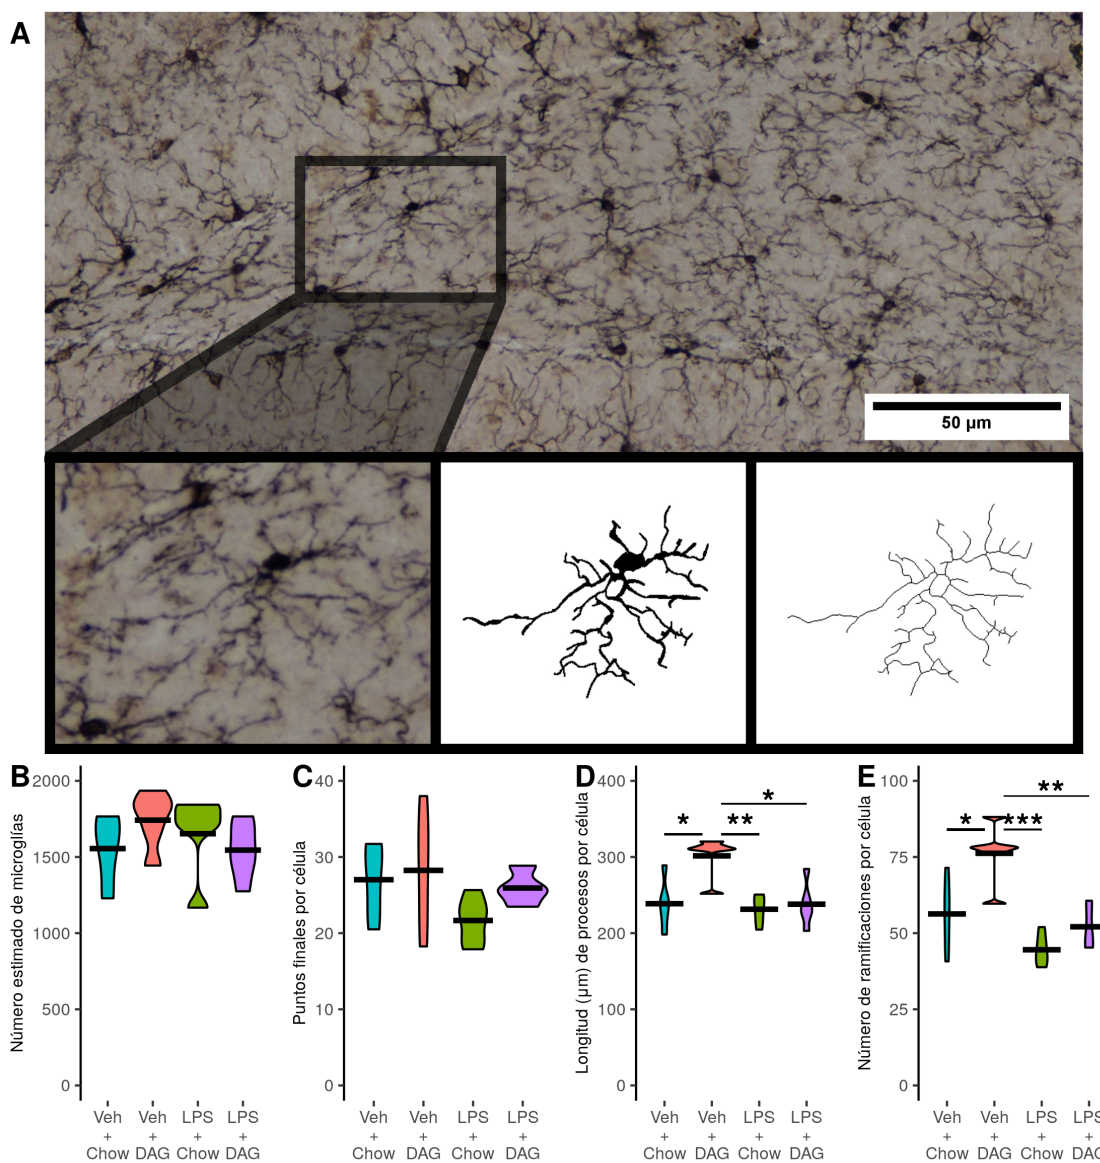 A
50 µm
B
Número estimado de microglías
2000
1500
1000
500
0
Veh + Chow
Veh + DAG
LPS + Chow
LPS + DAG
C
Puntos finales por célula
40
30
20
10
0
Veh + Chow
Veh + DAG
LPS + Chow
LPS + DAG
D
Longitud (µm) de procesos por célula
400
300
200
100
0
*
**
*
Veh + Chow
Veh + DAG
LPS + Chow
LPS + DAG
E
Número de ramificaciones por célula
100
75
50
25
0
**
*
***
Veh + Chow
Veh + DAG
LPS + Chow
LPS + DAG